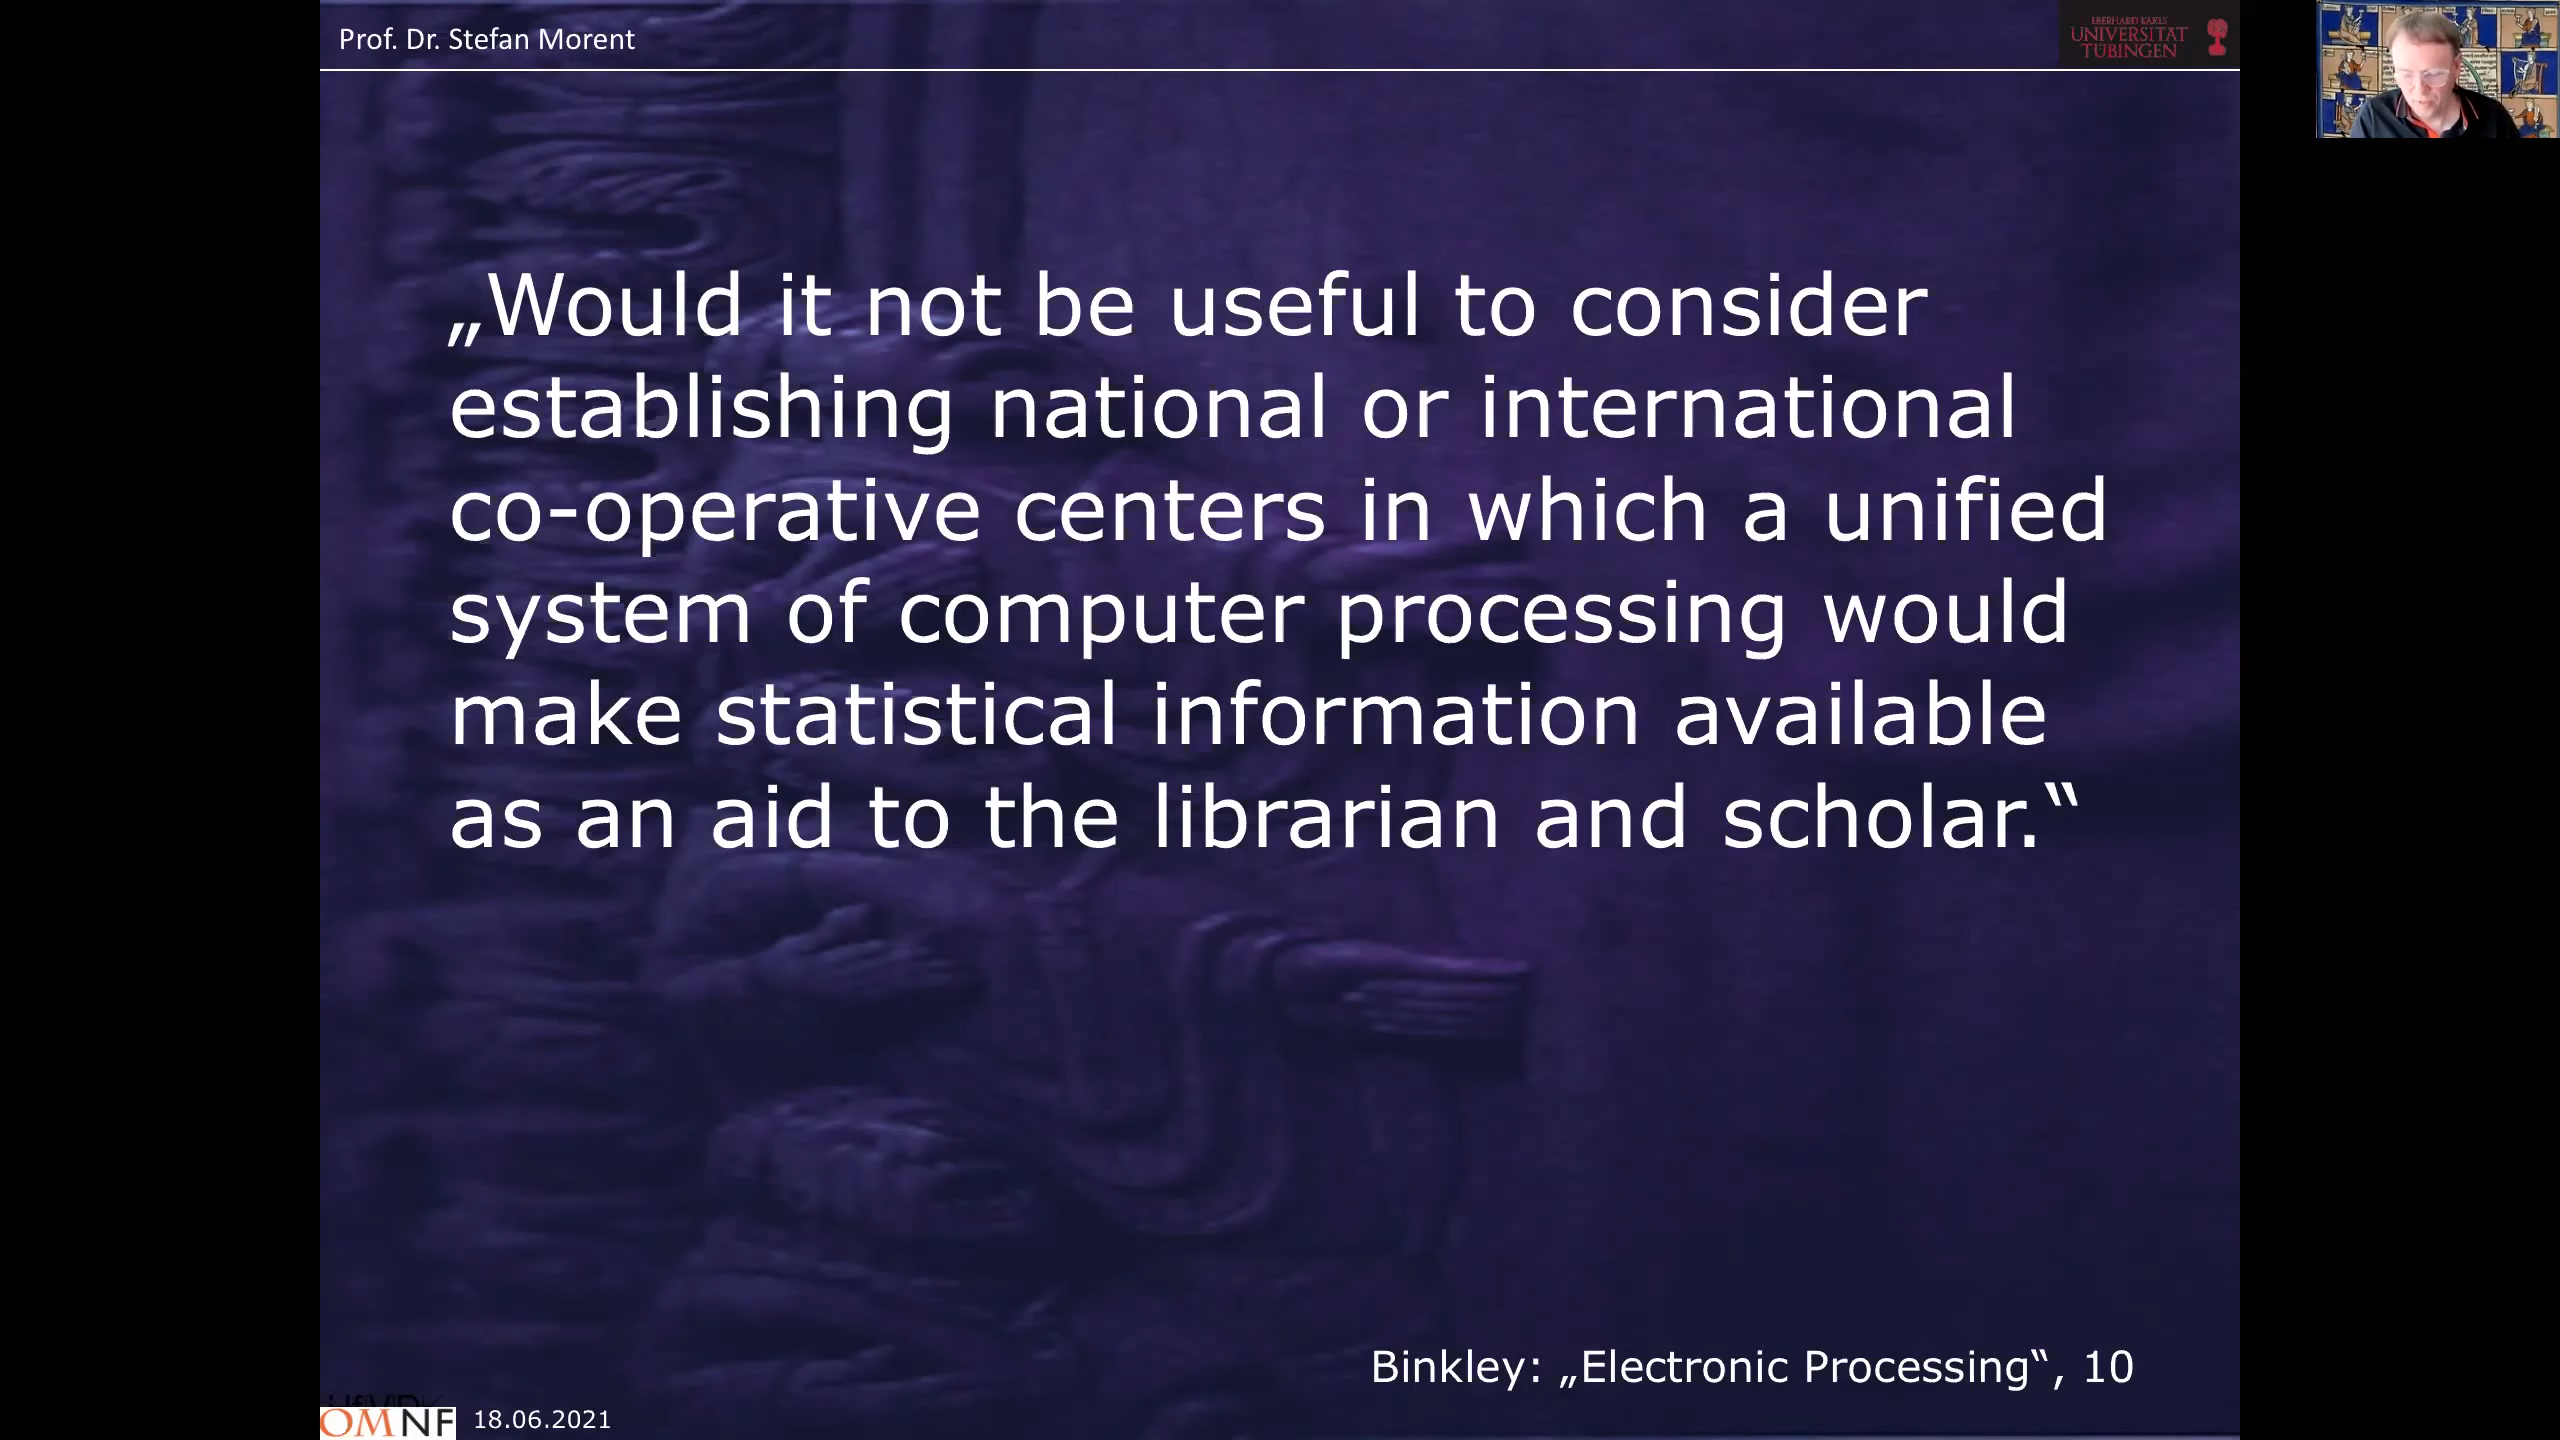 Prof. Dr. Stefan Morent
EBERHARD KARLS
UNIVERSITÄT
TÜBINGEN
„Would it not be useful to consider
establishing national or international
co-operative centers in which a unified
system of computer processing would
make statistical information available
as an aid to the librarian and scholar.“
Binkley: „Electronic Processing“, 10
OMNF
18.06.2021